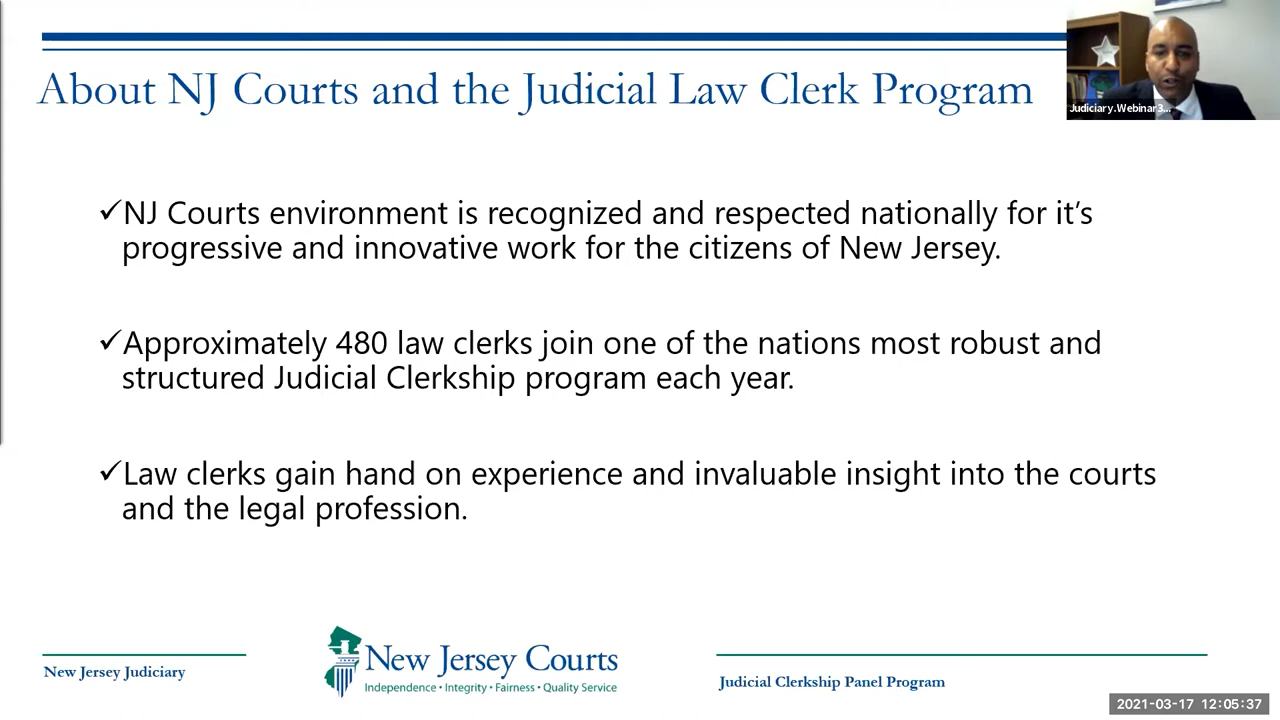 About NJ Courts and the Judicial Law Clerk Program
Judiciary.Webinar3...
✓NJ Courts environment is recognized and respected nationally for it’s
progressive and innovative work for the citizens of New Jersey.
✓Approximately 480 law clerks join one of the nations most robust and
structured Judicial Clerkship program each year.
✓Law clerks gain hand on experience and invaluable insight into the courts
and the legal profession.
New Jersey Judiciary
New Jersey Courts
Independence • Integrity • Fairness • Quality Service
Judicial Clerkship Panel Program
2021-03-17 12:05:37